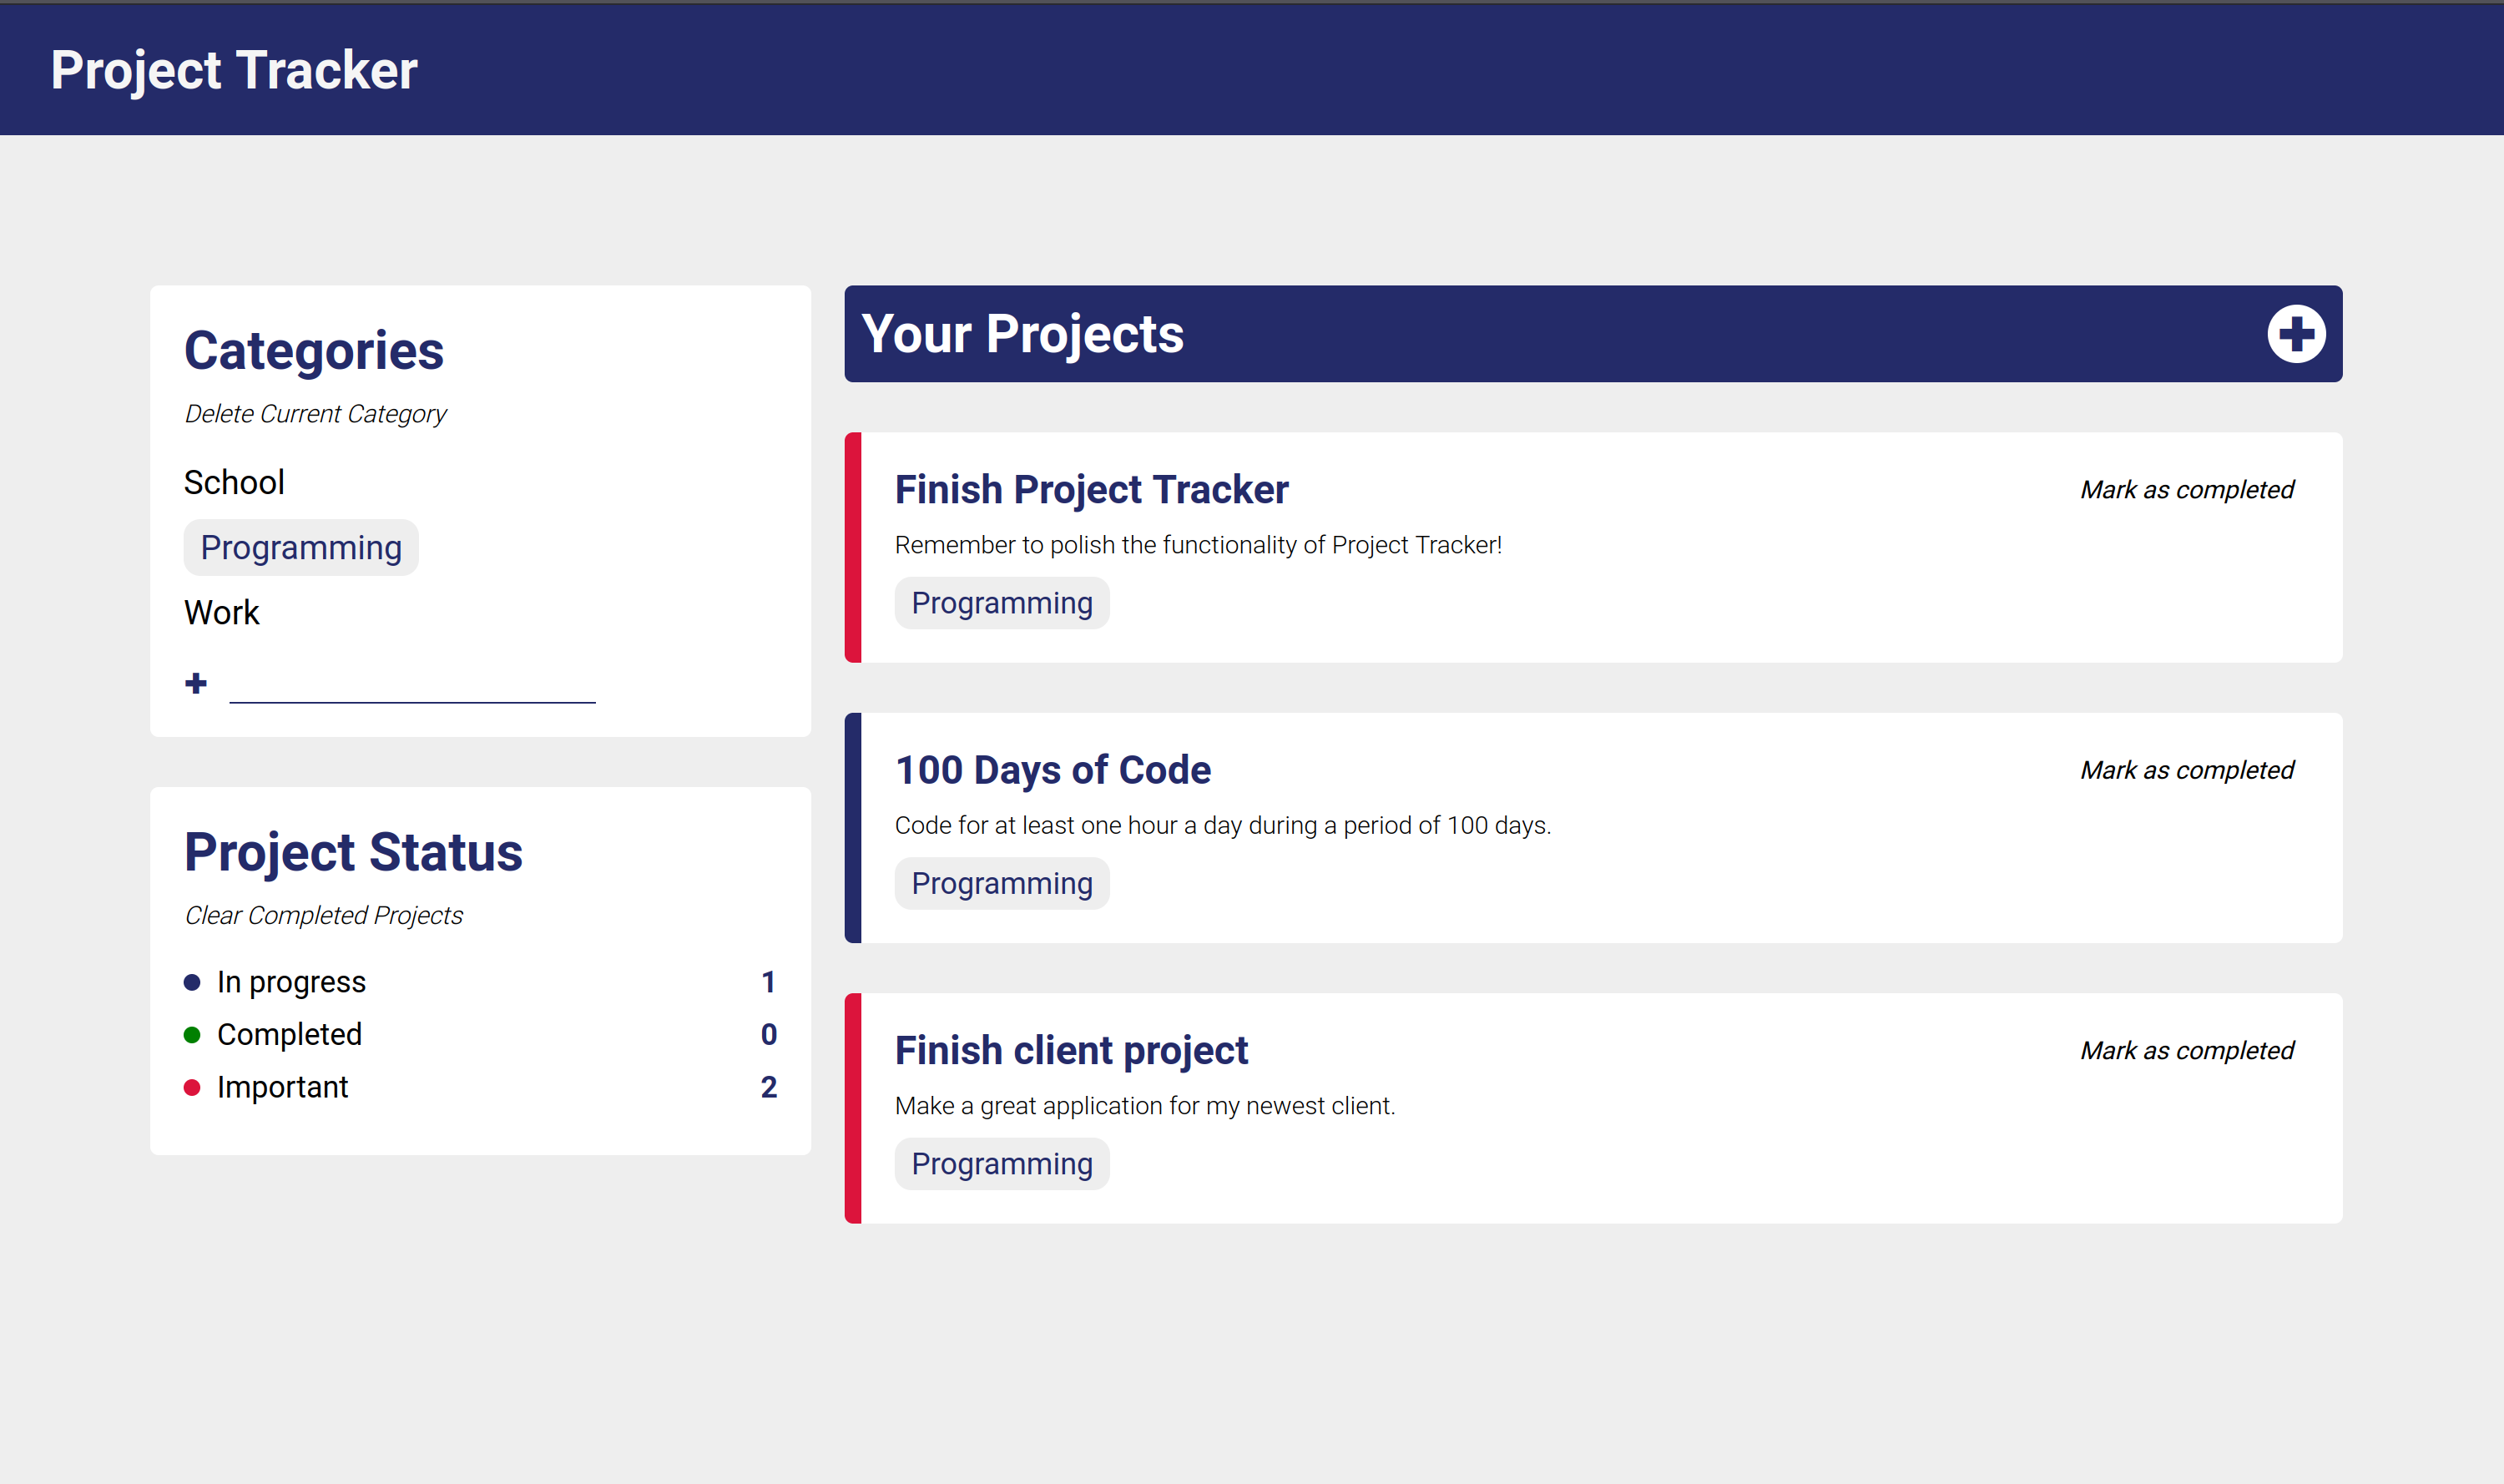 Project Tracker
Categories
Delete Current Category
School
Programming
Work
Project Status
Clear Completed Projects
In progress 1
Completed 0
Important 2
Your Projects
Finish Project Tracker
Mark as completed
Remember to polish the functionality of Project Tracker!
Programming
100 Days of Code
Mark as completed
Code for at least one hour a day during a period of 100 days.
Programming
Finish client project
Mark as completed
Make a great application for my newest client.
Programming